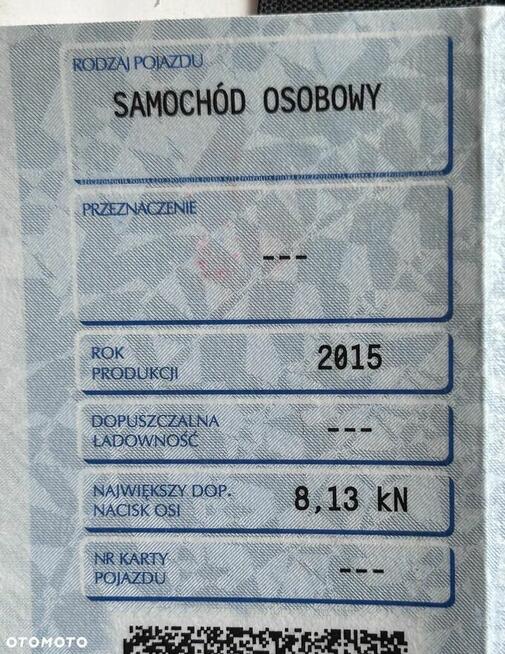 RODZAJ POJAZDU
SAMOCHÓD OSOBOWY
PRZEZNACZENIE
---
ROK
PRODUKCJI
2015
DOPUSZCZALNA
ŁADOWNOŚĆ
---
NAJWIĘKSZY DOP.
NACISK OSI
8,13 kN
NR KARTY
POJAZDU
---
OTOMOTO